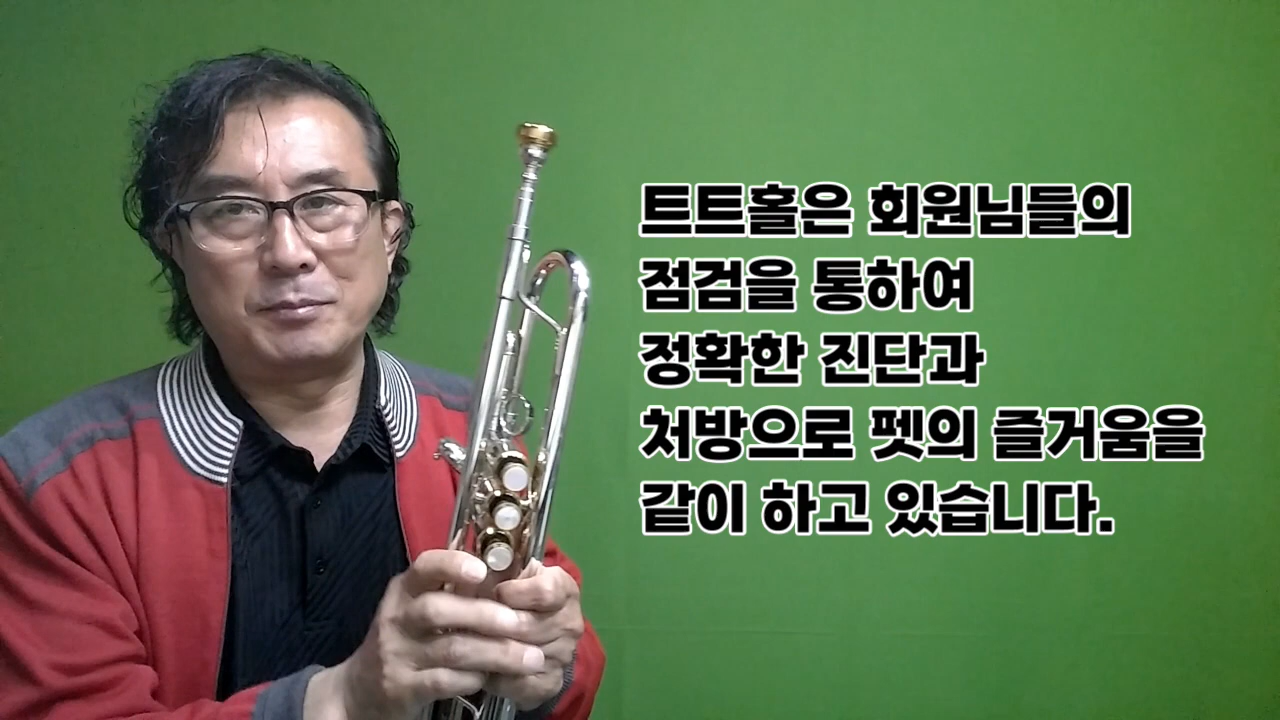 트트홀은 회원님들의
점검을 통하여
정확한 진단과
처방으로 펫의 즐거움을
같이 하고 있습니다.